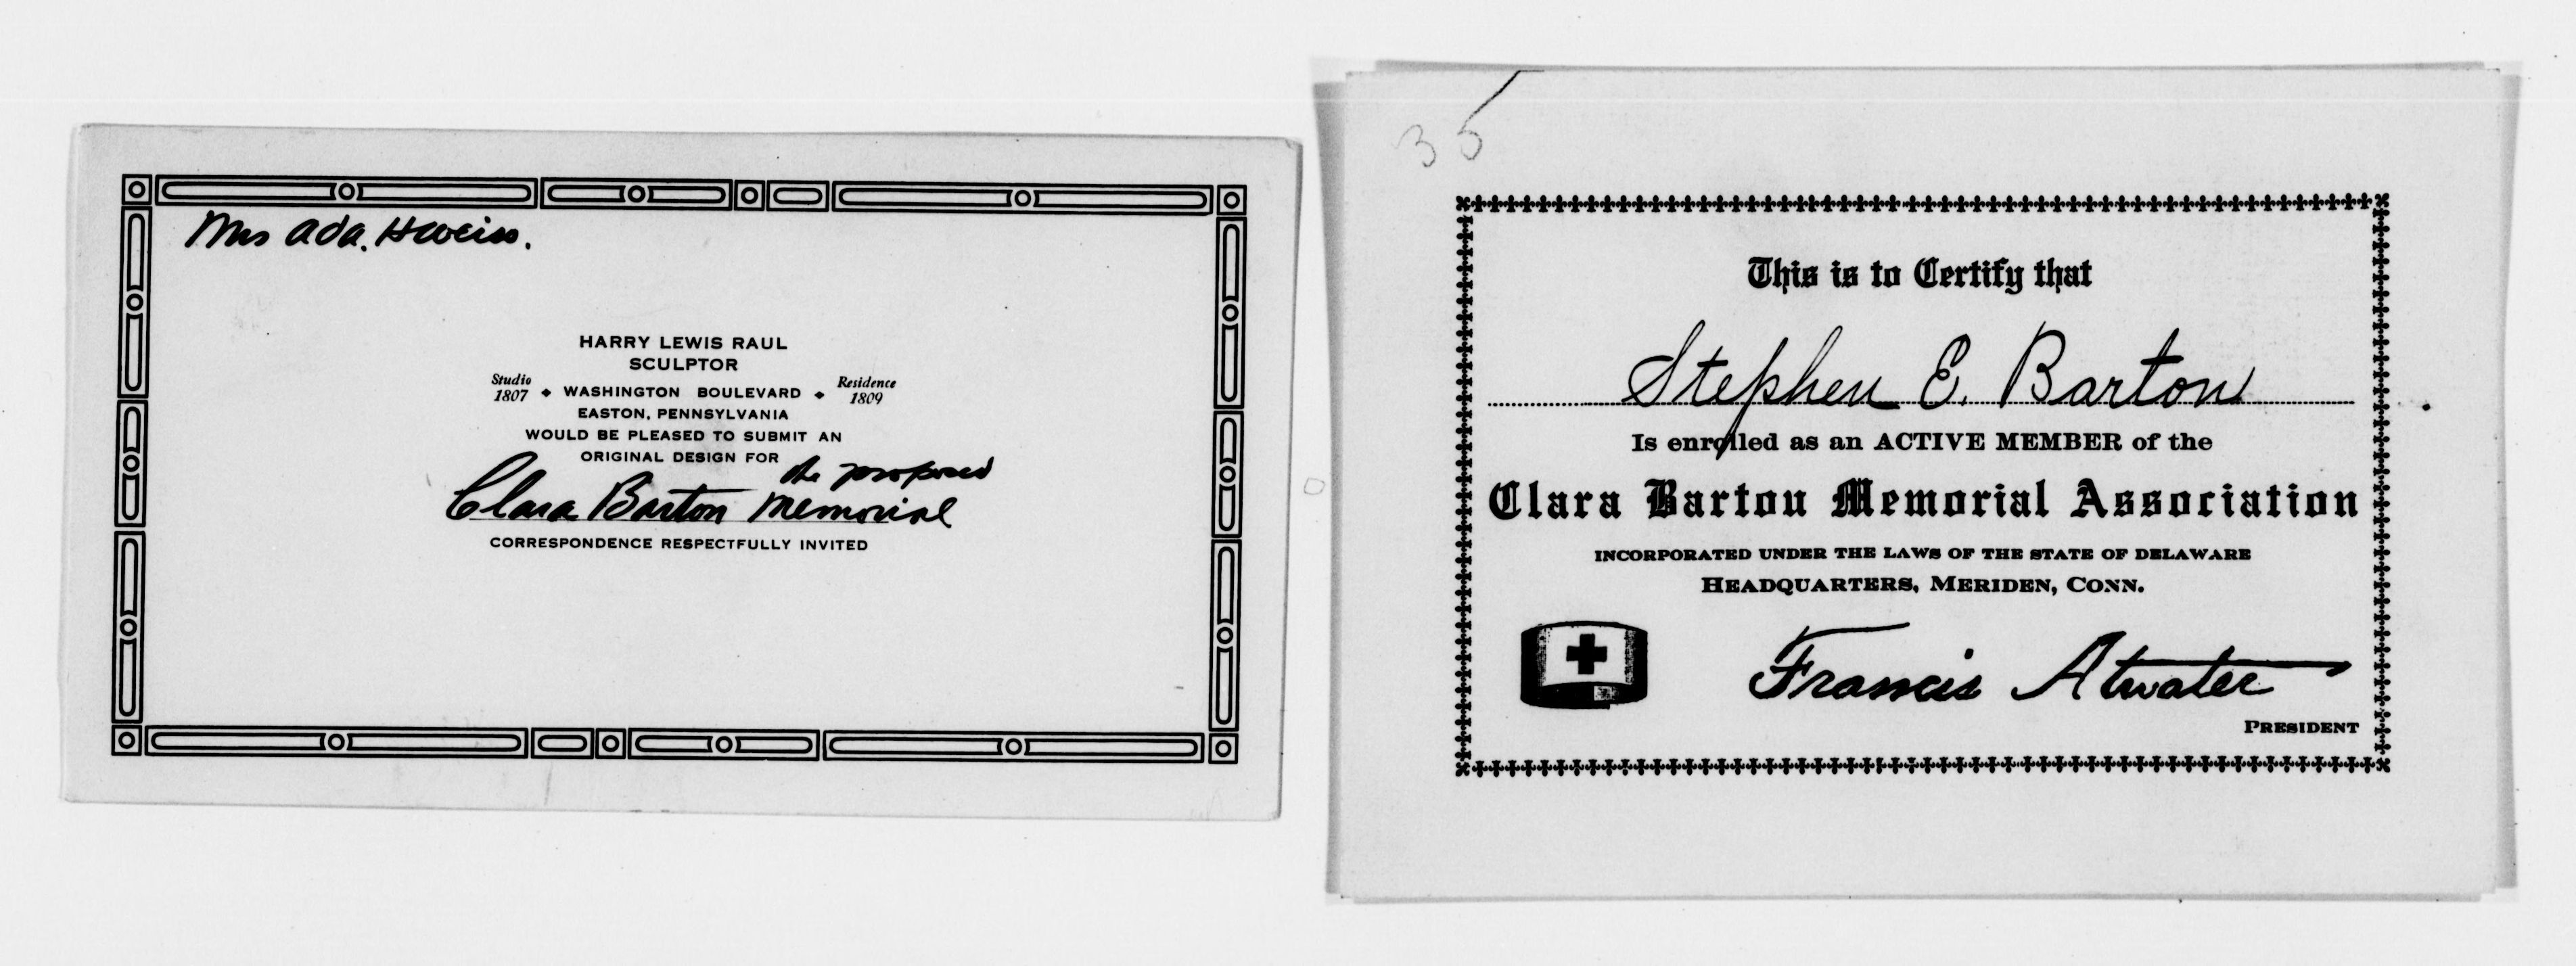 Mrs Ada. H Weiss.
HARRY LEWIS RAUL
SCULPTOR
Studio 1807 ◆ WASHINGTON BOULEVARD ◆ Residence 1809
EASTON, PENNSYLVANIA
WOULD BE PLEASED TO SUBMIT AN
ORIGINAL DESIGN FOR the proposed
Clara Barton Memorial
CORRESPONDENCE RESPECTFULLY INVITED
35
This is to Certify that
Stephen E. Barton
Is enrolled as an ACTIVE MEMBER of the
Clara Barton Memorial Association
INCORPORATED UNDER THE LAWS OF THE STATE OF DELAWARE
HEADQUARTERS, MERIDEN, CONN.
Francis Atwater
PRESIDENT